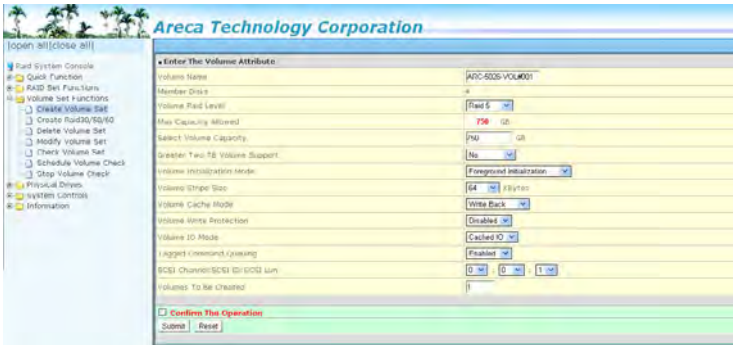 Areca Technology Corporation
|open all|close all|
Raid System Console
Quick Function
RAID Set Functions
Volume Set Functions
Create Volume Set
Create Raid30/50/60
Delete Volume Set
Modify Volume Set
Check Volume Set
Schedule Volume Check
Stop Volume Check
Physical Drives
System Controls
Information
• Enter The Volume Attribute
Volume Name ARC-5026-VOL#001
Member Disks 4
Volume Raid Level Raid 5
Max Capacity Allowed 750 GB
Select Volume Capacity 750 GB
Greater Two TB Volume Support No
Volume Initialization Mode Foreground Initialization
Volume Stripe Size 64 KBytes
Volume Cache Mode Write Back
Volume Write Protection Disabled
Volume IO Mode Cached IO
Tagged Command Queuing Enabled
SCSI Channel:SCSI ID:SCSI Lun 0 : 0 : 1
Volumes To Be Created 1
Confirm The Operation
Submit Reset